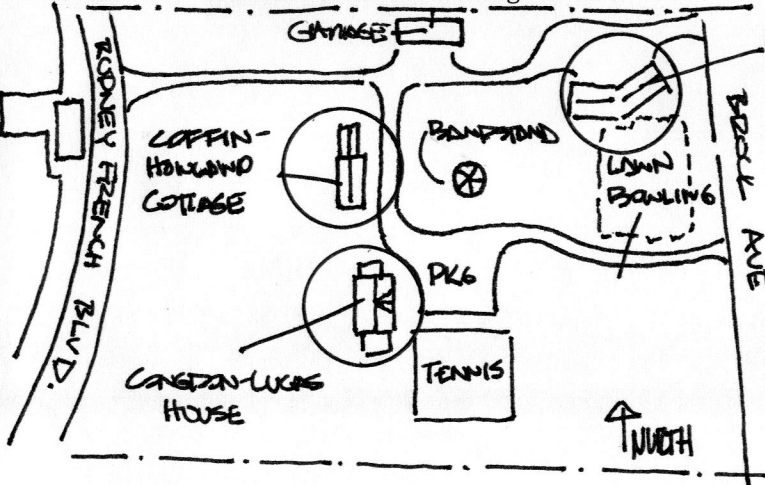 GARAGE
RODNEY FRENCH BLVD.
COFFIN-
HOWLAND
COTTAGE
BANDSTAND
LAWN
BOWLING
BROCK AVE
PKG
CONGDON-LUCAS
HOUSE
TENNIS
NORTH